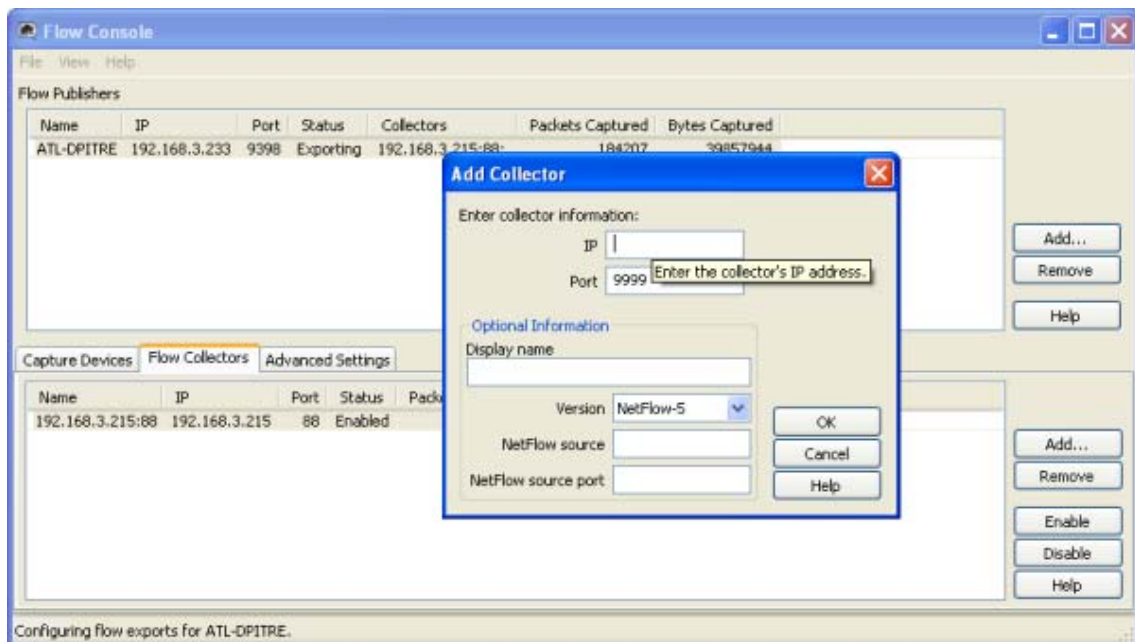 Flow Console
File View Help
Flow Publishers
Name IP Port Status Collectors Packets Captured Bytes Captured
ATL-DPITRE 192.168.3.233 9398 Exporting 192.168.3.215:88: 184207 39857944
Add...
Remove
Help
Add Collector
Enter collector information:
IP
Enter the collector's IP address.
Port 9999
Optional Information
Display name
Version NetFlow-5
NetFlow source
NetFlow source port
OK
Cancel
Help
Capture Devices Flow Collectors Advanced Settings
Name IP Port Status
192.168.3.215:88 192.168.3.215 88 Enabled
Add...
Remove
Enable
Disable
Help
Configuring flow exports for ATL-DPITRE.